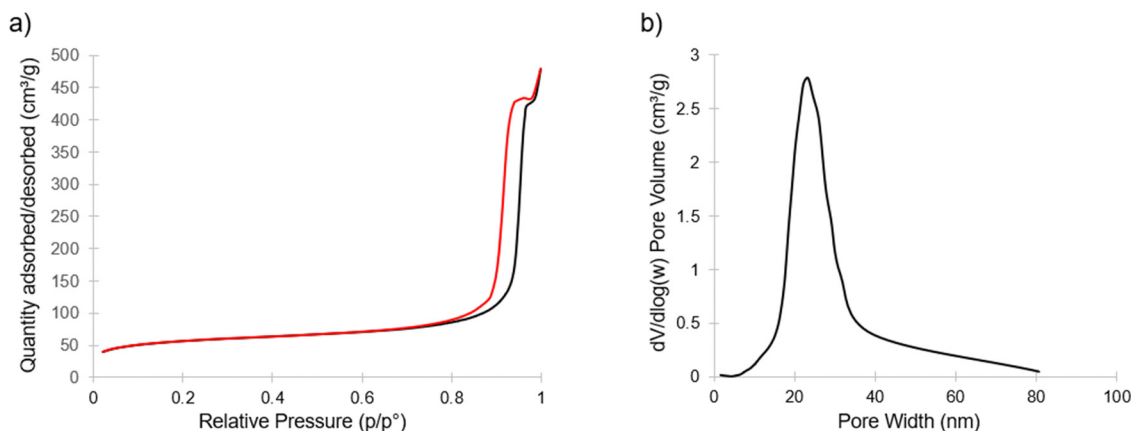 a)
Quantity adsorbed/desorbed (cm³/g)
500
450
400
350
300
250
200
150
100
50
0
0 0.2 0.4 0.6 0.8 1
Relative Pressure (p/p°)
b)
dV/dlog(w) Pore Volume (cm³/g)
3
2.5
2
1.5
1
0.5
0
0 20 40 60 80 100
Pore Width (nm)